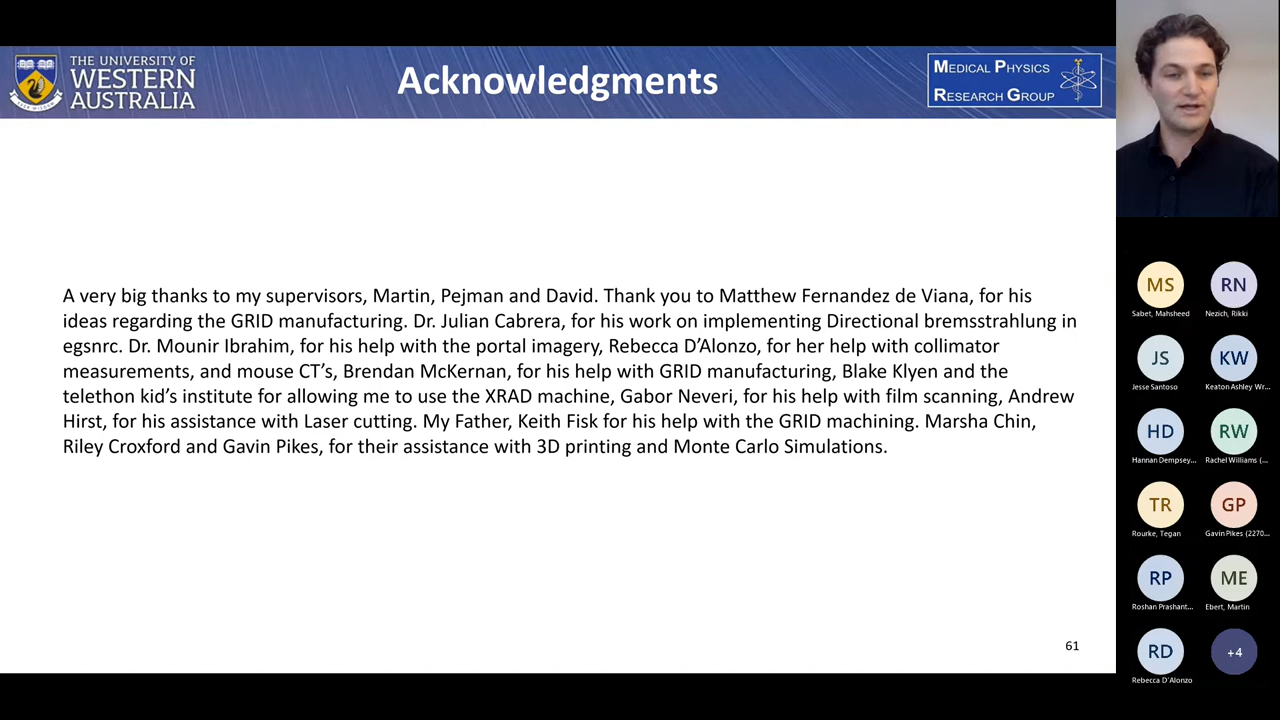 THE UNIVERSITY OF
WESTERN
AUSTRALIA
Acknowledgments
MEDICAL PHYSICS
RESEARCH GROUP
A very big thanks to my supervisors, Martin, Pejman and David. Thank you to Matthew Fernandez de Viana, for his
ideas regarding the GRID manufacturing. Dr. Julian Cabrera, for his work on implementing Directional bremsstrahlung in
egsnrc. Dr. Mounir Ibrahim, for his help with the portal imagery, Rebecca D’Alonzo, for her help with collimator
measurements, and mouse CT’s, Brendan McKernan, for his help with GRID manufacturing, Blake Klyen and the
telethon kid’s institute for allowing me to use the XRAD machine, Gabor Neveri, for his help with film scanning, Andrew
Hirst, for his assistance with Laser cutting. My Father, Keith Fisk for his help with the GRID machining. Marsha Chin,
Riley Croxford and Gavin Pikes, for their assistance with 3D printing and Monte Carlo Simulations.
61
MS
RN
Sabet, Mahsheed
Nezich, Rikki
JS
KW
Jesse Santoso
Keaton Ashley Wr...
HD
RW
Hannan Dempsey...
Rachel Williams (...
TR
GP
Rourke, Tegan
Gavin Pikes (2270...
RP
ME
Roshan Prashant...
Ebert, Martin
RD
+4
Rebecca D'Alonzo